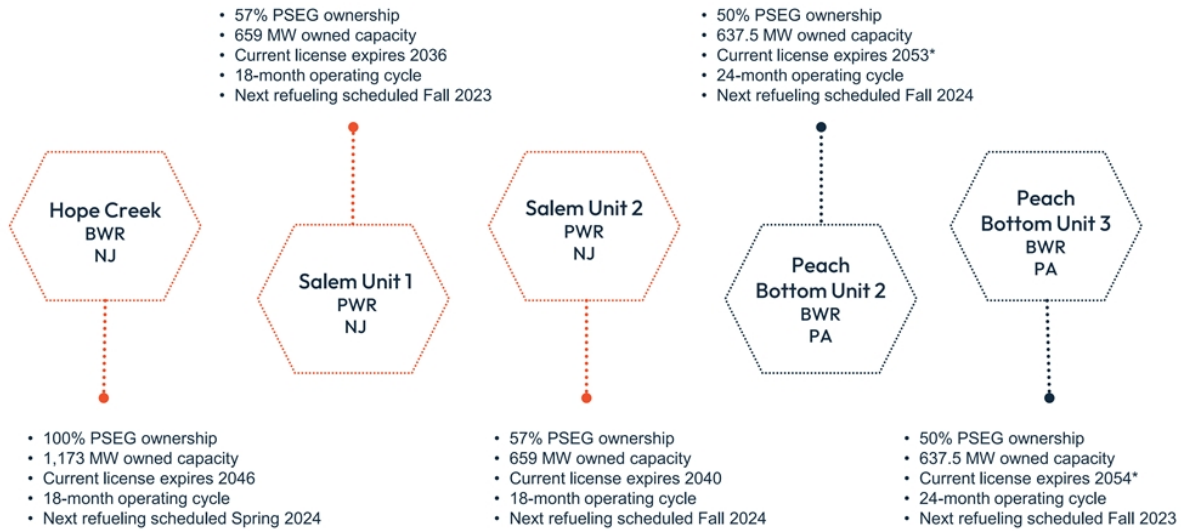 • 57% PSEG ownership
• 659 MW owned capacity
• Current license expires 2036
• 18-month operating cycle
• Next refueling scheduled Fall 2023
• 50% PSEG ownership
• 637.5 MW owned capacity
• Current license expires 2053*
• 24-month operating cycle
• Next refueling scheduled Fall 2024
Hope Creek
BWR
NJ
Salem Unit 1
PWR
NJ
Salem Unit 2
PWR
NJ
Peach
Bottom Unit 2
BWR
PA
Peach
Bottom Unit 3
BWR
PA
• 100% PSEG ownership
• 1,173 MW owned capacity
• Current license expires 2046
• 18-month operating cycle
• Next refueling scheduled Spring 2024
• 57% PSEG ownership
• 659 MW owned capacity
• Current license expires 2040
• 18-month operating cycle
• Next refueling scheduled Fall 2024
• 50% PSEG ownership
• 637.5 MW owned capacity
• Current license expires 2054*
• 24-month operating cycle
• Next refueling scheduled Fall 2023